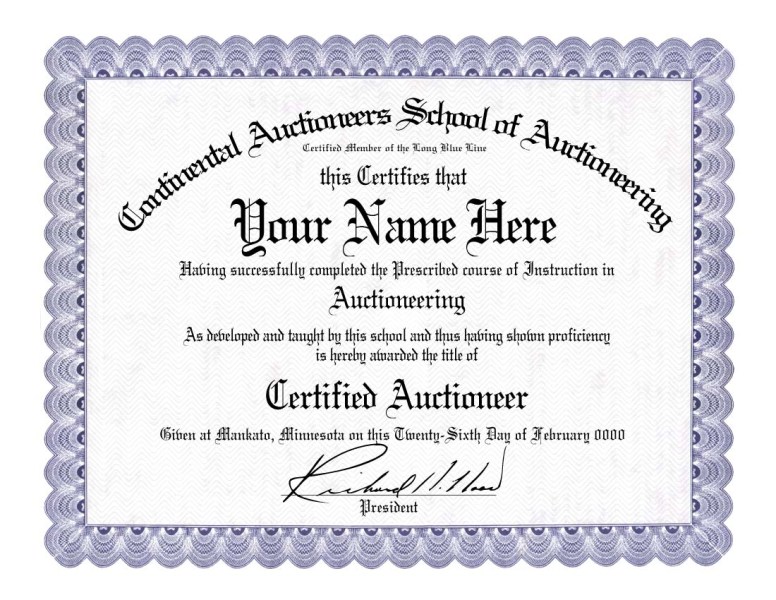 Continental Auctioneers School of Auctioneering
Certified Member of the Long Blue Line
this Certifies that
Your Name Here
Having successfully completed the Prescribed course of Instruction in
Auctioneering
As developed and taught by this school and thus having shown proficiency
is hereby awarded the title of
Certified Auctioneer
Given at Mankato, Minnesota on this Twenty-Sixth Day of February 0000
Richard H.
President